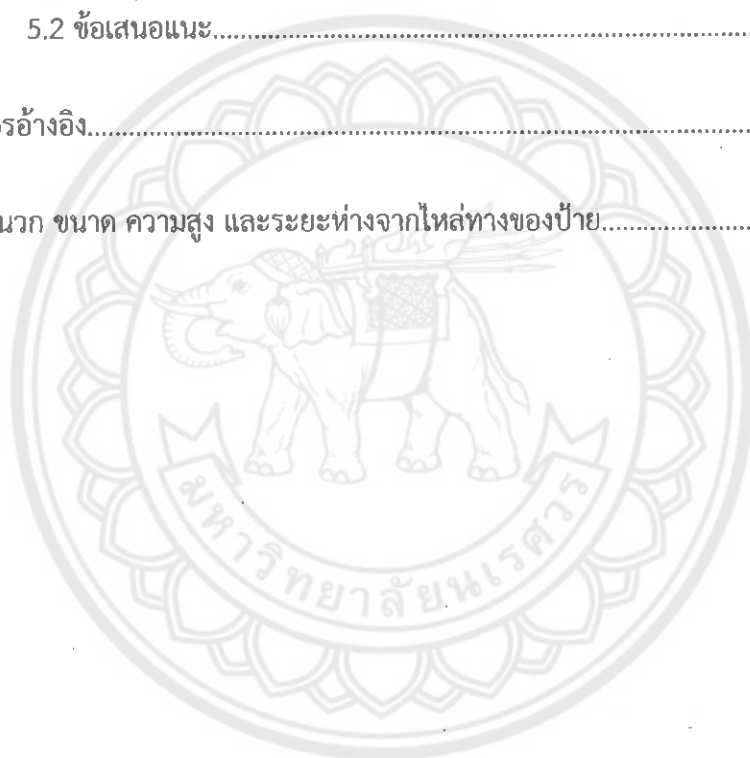 5.2 ข้อเสนอแนะ................................................................................
รอ้างอิง................................................................................
นวก ขนาด ความสูง และระยะห่างจากไหล่ทางของป้าย......................
มหาวิทยาลัยนเรศวร